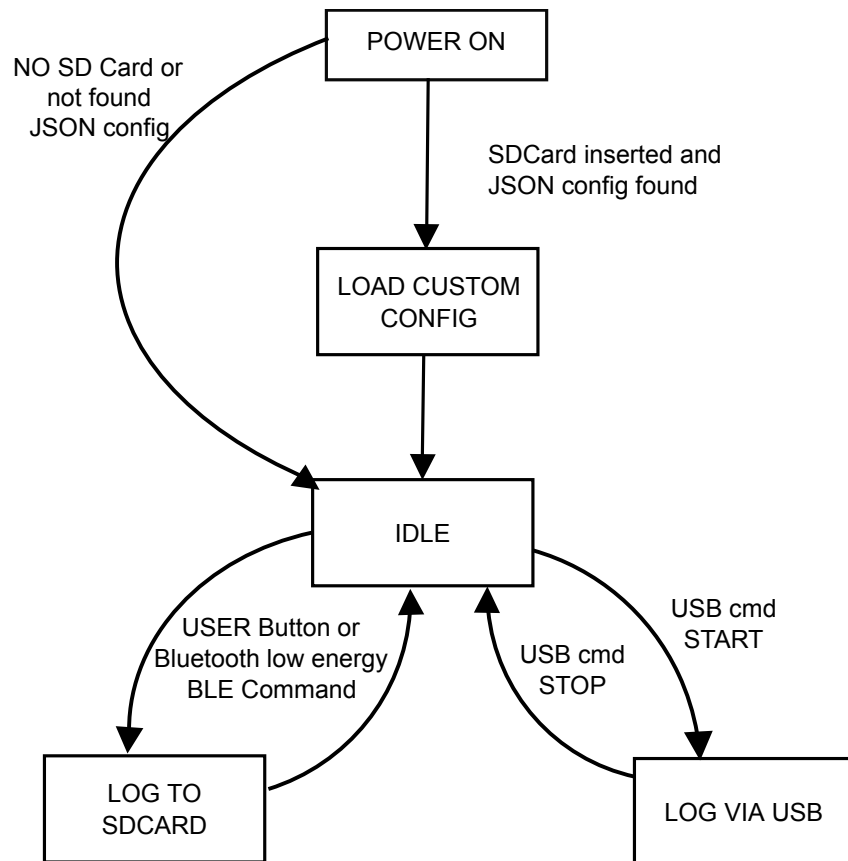 POWER ON
NO SD Card or
not found
JSON config
SDCard inserted and
JSON config found
LOAD CUSTOM
CONFIG
IDLE
USER Button or
Bluetooth low energy
BLE Command
USB cmd
STOP
USB cmd
START
LOG TO
SDCARD
LOG VIA USB